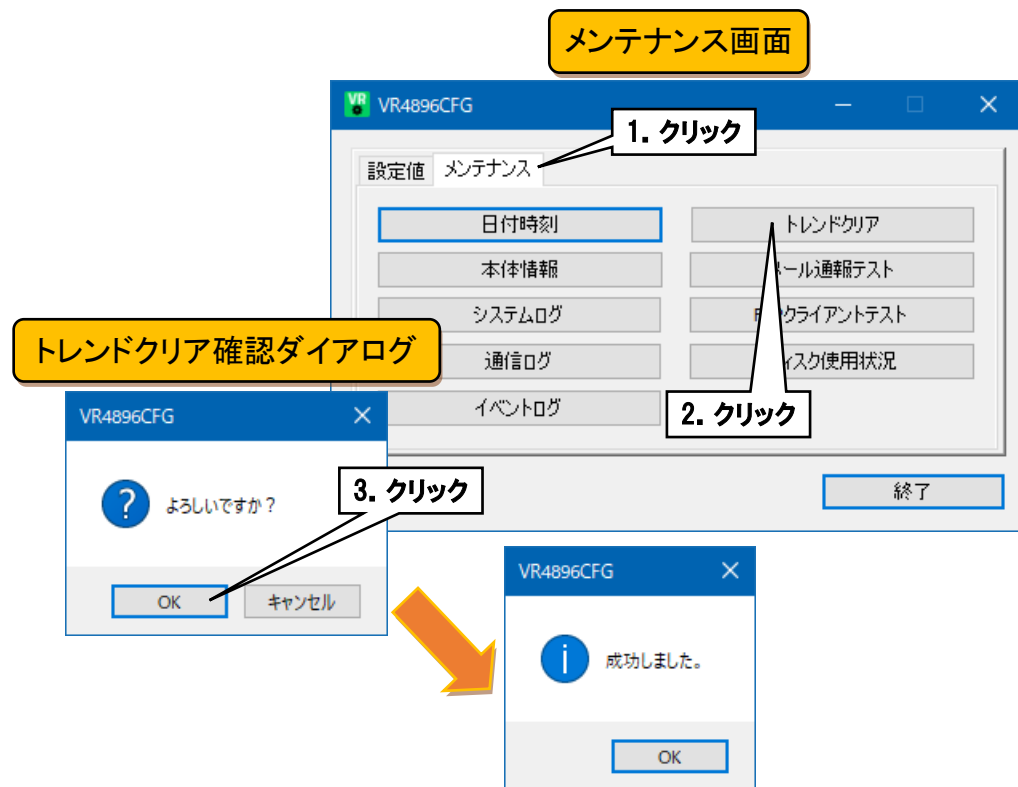 メンテナンス画面
VR4896CFG
1. クリック
設定値 メンテナンス
日付時刻
トレンドクリア
本体情報
ール通報テスト
システムログ
クライアントテスト
トレンドクリア確認ダイアログ
通信ログ
ィスク使用状況
イベントログ
2. クリック
終了
VR4896CFG
よろしいですか？
3. クリック
OK キャンセル
VR4896CFG
成功しました。
OK